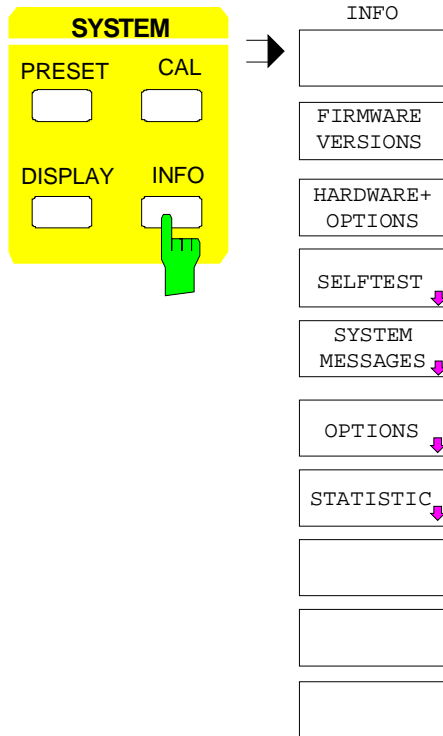 SYSTEM
PRESET
CAL
DISPLAY
INFO
INFO
FIRMWARE
VERSIONS
HARDWARE+
OPTIONS
SELFTEST
SYSTEM
MESSAGES
OPTIONS
STATISTIC